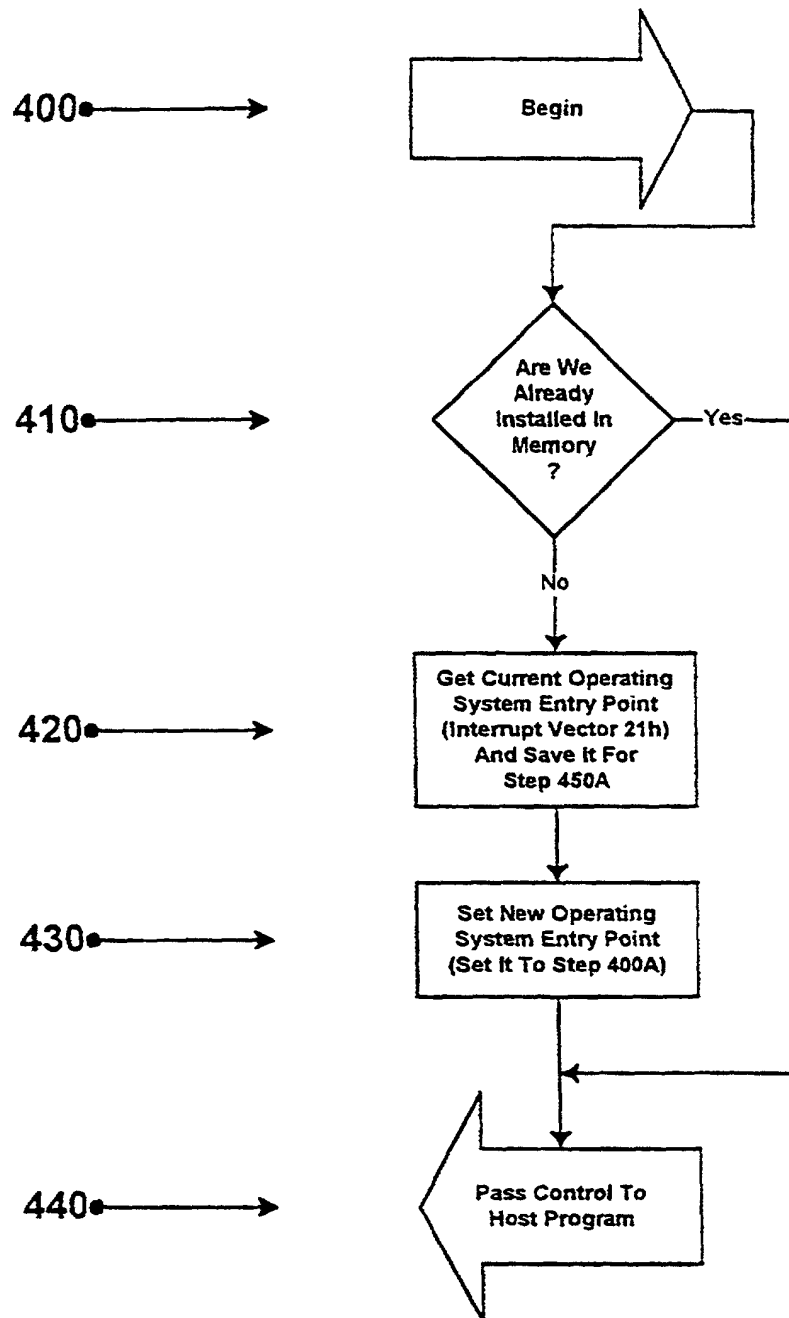 400
Begin
410
Are We
Already
Installed In
Memory
?
Yes
No
420
Get Current Operating
System Entry Point
(Interrupt Vector 21h)
And Save It For
Step 450A
430
Set New Operating
System Entry Point
(Set It To Step 400A)
440
Pass Control To
Host Program